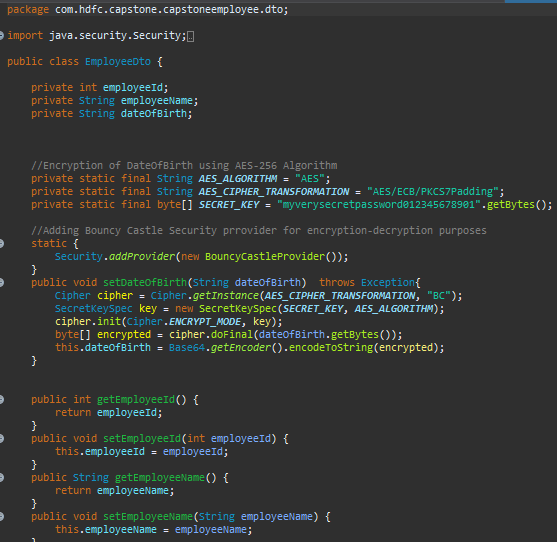 package com.hdfc.capstone.capstoneemployee.dto;
import java.security.Security;
public class EmployeeDto {
private int employeeId;
private String employeeName;
private String dateOfBirth;
//Encryption of DateOfBirth using AES-256 Algorithm
private static final String AES_ALGORITHM = "AES";
private static final String AES_CIPHER_TRANSFORMATION = "AES/ECB/PKCS7Padding";
private static final byte[] SECRET_KEY = "myverysecretpassword012345678901".getBytes();
//Adding Bouncy Castle Security prrovider for encryption-decryption purposes
static {
Security.addProvider(new BouncyCastleProvider());
}
public void setDateOfBirth(String dateOfBirth)  throws Exception{
Cipher cipher = Cipher.getInstance(AES_CIPHER_TRANSFORMATION, "BC");
SecretKeySpec key = new SecretKeySpec(SECRET_KEY, AES_ALGORITHM);
cipher.init(Cipher.ENCRYPT_MODE, key);
byte[] encrypted = cipher.doFinal(dateOfBirth.getBytes());
this.dateOfBirth = Base64.getEncoder().encodeToString(encrypted);
}
public int getEmployeeId() {
return employeeId;
}
public void setEmployeeId(int employeeId) {
this.employeeId = employeeId;
}
public String getEmployeeName() {
return employeeName;
}
public void setEmployeeName(String employeeName) {
this.employeeName = employeeName;
}